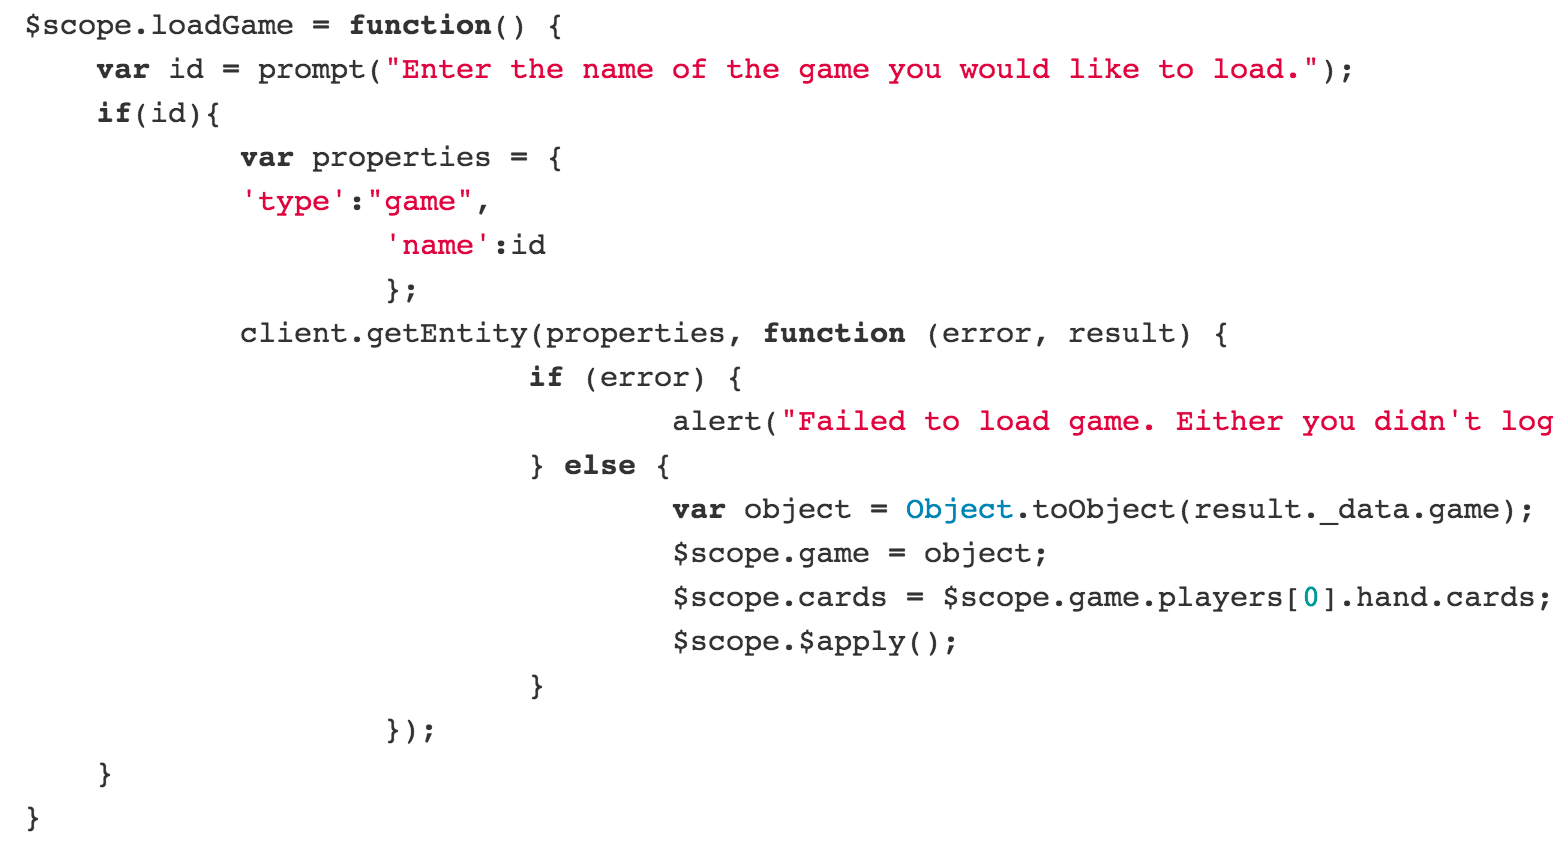 $scope.loadGame = function() {
var id = prompt("Enter the name of the game you would like to load.");
if(id){
var properties = {
'type':"game",
'name':id
};
client.getEntity(properties, function (error, result) {
if (error) {
alert("Failed to load game. Either you didn't log
} else {
var object = Object.toObject(result._data.game);
$scope.game = object;
$scope.cards = $scope.game.players[0].hand.cards;
$scope.$apply();
}
});
}
}